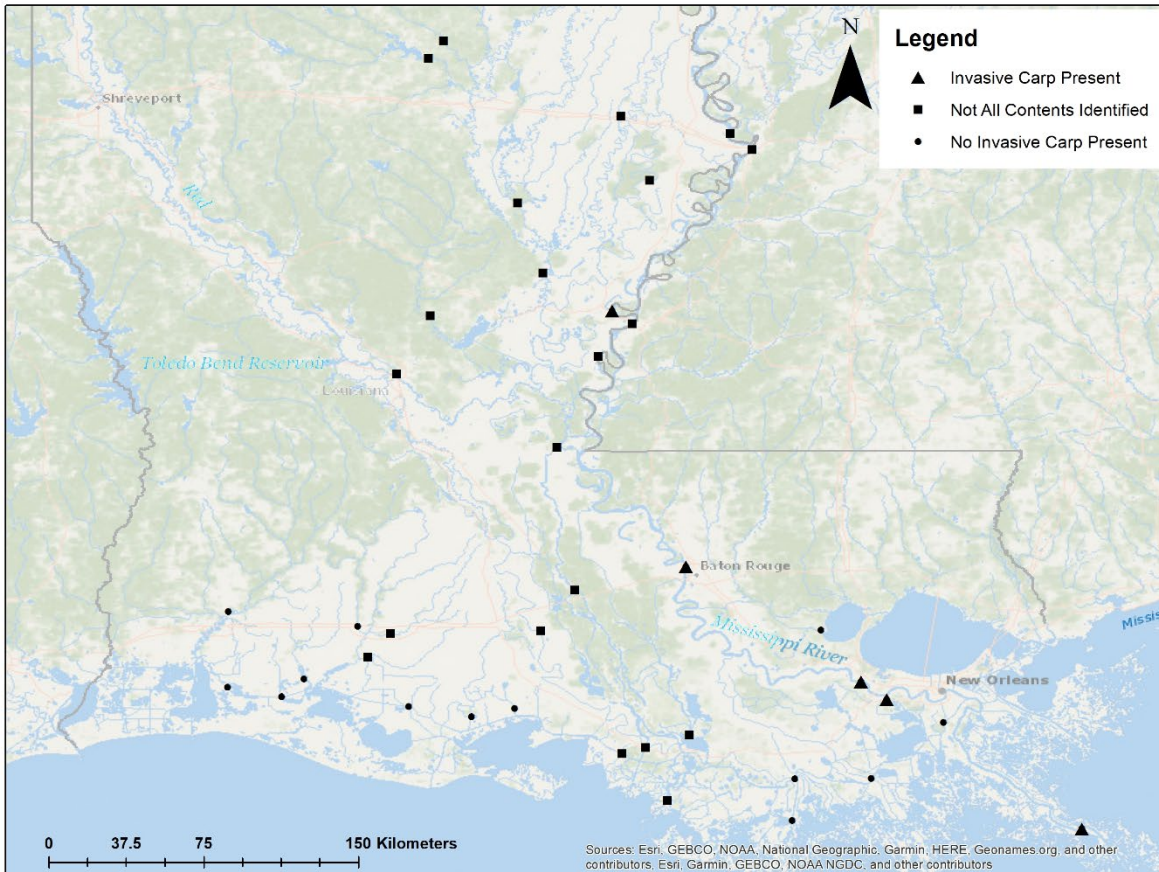 N
Legend
Invasive Carp Present
Not All Contents Identified
No Invasive Carp Present
Shreveport
Red
Toledo Bend Reservoir
Louisiana
Baton Rouge
Mississippi River
Missis
New Orleans
0 37.5 75 150 Kilometers
Sources: Esri, GEBCO, NOAA, National Geographic, Garmin, HERE, Geonames.org, and other
contributors, Esri, Garmin, GEBCO, NOAA NGDC, and other contributors